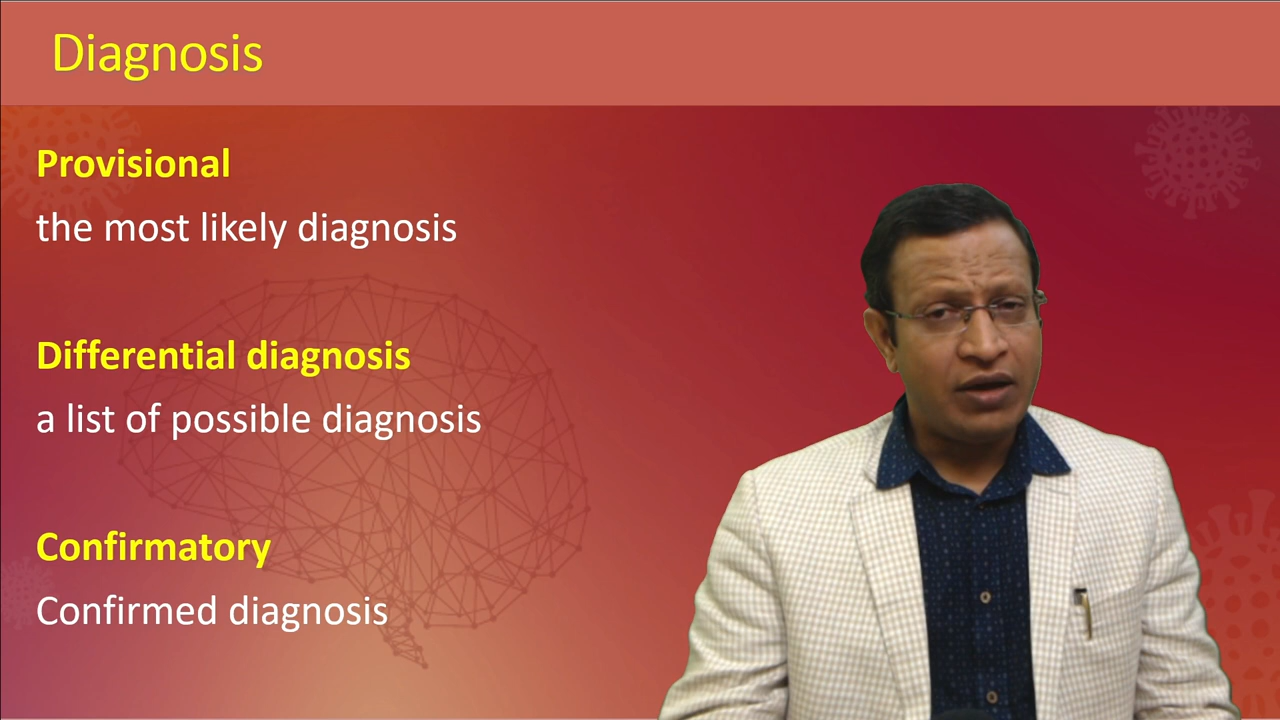 Diagnosis
Provisional
the most likely diagnosis
Differential diagnosis
a list of possible diagnosis
Confirmatory
Confirmed diagnosis